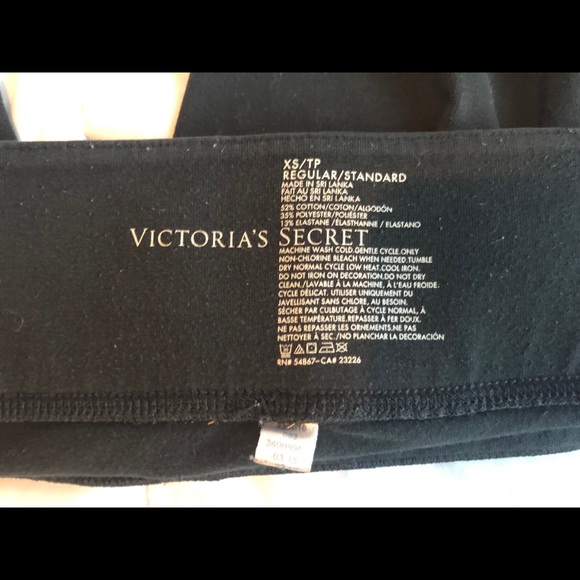 XS/TP
REGULAR/STANDARD
MADE IN SRI LANKA
FAIT AU SRI LANKA
HECHO EN SRI LANKA
52% COTTON/COTON/ALGODÓN
35% POLYESTER/POLIÉSTER
13% ELASTANE/ÉLASTHANNE/ELASTANO
VICTORIA'S SECRET
MACHINE WASH COLD.GENTLE CYCLE.ONLY
NON-CHLORINE BLEACH WHEN NEEDED.TUMBLE
DRY NORMAL CYCLE LOW HEAT.COOL IRON.
DO NOT IRON ON DECORATION.DO NOT DRY
CLEAN./LAVABLE À LA MACHINE, À L'EAU FROIDE.
CYCLE DÉLICAT. UTILISER UNIQUEMENT DU
JAVELLISANT SANS CHLORE, AU BESOIN.
SÉCHER PAR CULBUTAGE À CYCLE NORMAL, À
BASSE TEMPÉRATURE.REPASSER À FER DOUX.
NE PAS REPASSER LES ORNEMENTS.NE PAS
NETTOYER À SEC./NO PLANCHAR LA DECORACIÓN
RN# 54867-CA# 23226